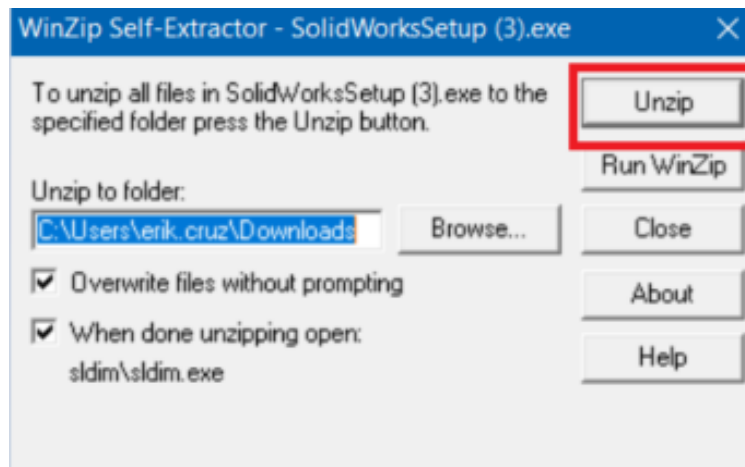 WinZip Self-Extractor - SolidWorksSetup (3).exe
To unzip all files in SolidWorksSetup (3).exe to the
specified folder press the Unzip button.
Unzip
Run WinZip
Unzip to folder:
C:\Users\erik.cruz\Downloads
Browse...
Close
Overwrite files without prompting
About
When done unzipping open:
sldim\sldim.exe
Help